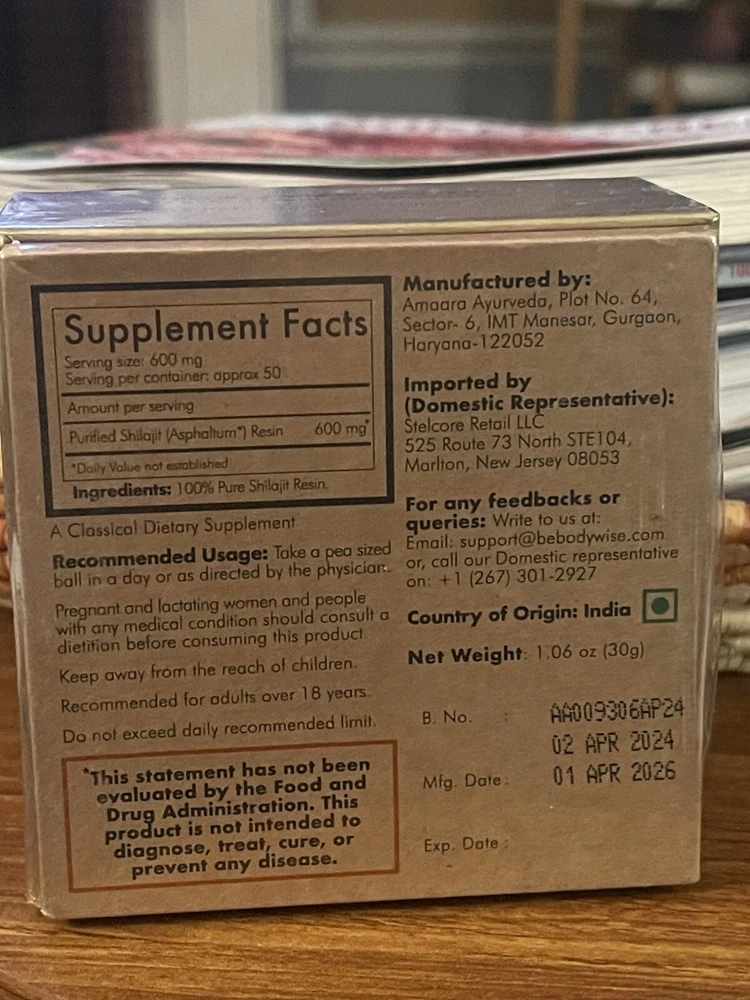 Supplement Facts
Serving size: 600 mg
Serving per container: approx 50
Amount per serving
Purified Shilajit (Asphaltum*) Resin 600 mg*
*Daily Value not established
Ingredients: 100% Pure Shilajit Resin.
A Classical Dietary Supplement
Recommended Usage: Take a pea sized
ball in a day or as directed by the physician.
Pregnant and lactating women and people
with any medical condition should consult a
dietitian before consuming this product.
Keep away from the reach of children.
Recommended for adults over 18 years.
Do not exceed daily recommended limit.
*This statement has not been
evaluated by the Food and
Drug Administration. This
product is not intended to
diagnose, treat, cure, or
prevent any disease.
Manufactured by:
Amaara Ayurveda, Plot No. 64,
Sector- 6, IMT Manesar, Gurgaon,
Haryana-122052
Imported by
(Domestic Representative):
Stelcore Retail LLC
525 Route 73 North STE104,
Marlton, New Jersey 08053
For any feedbacks or
queries: Write to us at:
Email: support@bebodywise.com
or, call our Domestic representative
on: +1 (267) 301-2927
Country of Origin: India
Net Weight: 1.06 oz (30g)
B. No. : AA009306AP24
02 APR 2024
Mfg. Date : 01 APR 2026
Exp. Date :